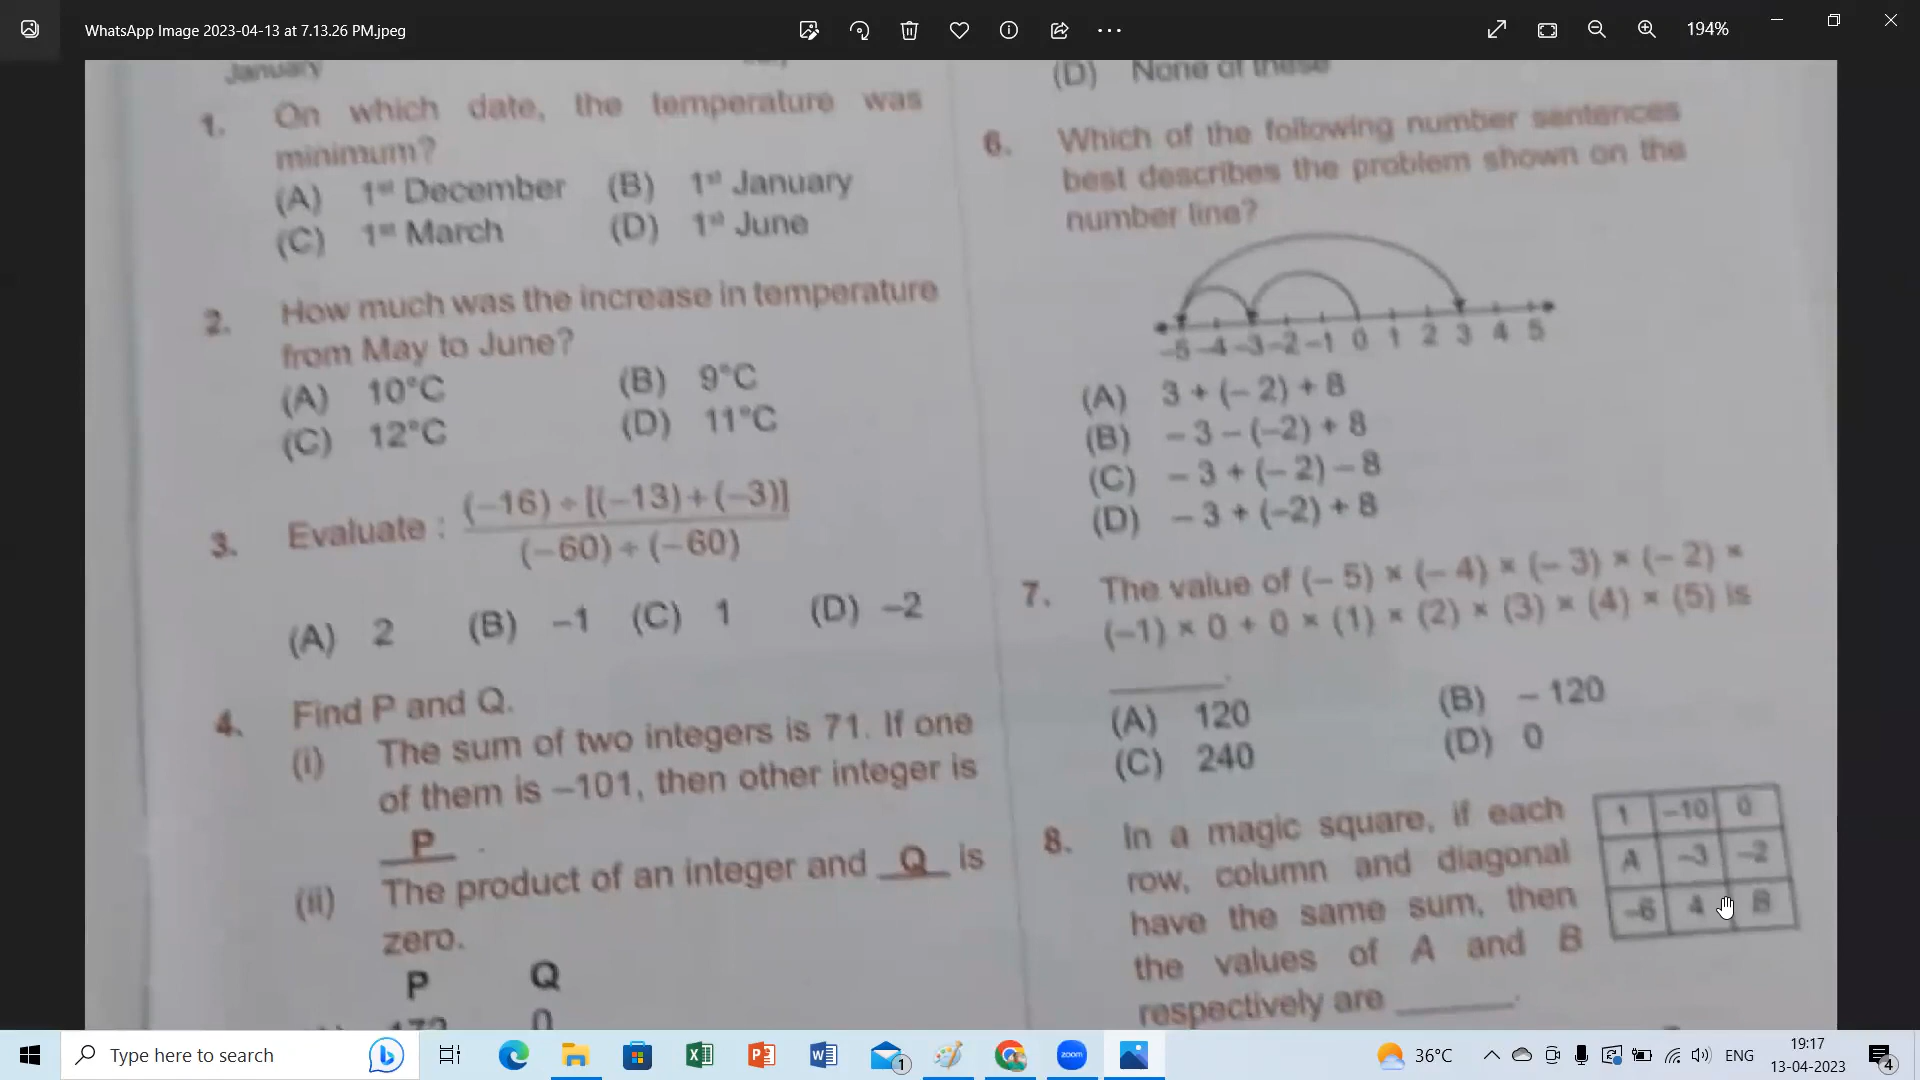 WhatsApp Image 2023-04-13 at 7.13.26 PM.jpeg
194%
January
1. On which date, the temperature was
minimum?
(A) 1st December (B) 1st January
(C) 1st March (D) 1st June
2. How much was the increase in temperature
from May to June?
(A) 10°C (B) 9°C
(C) 12°C (D) 11°C
3. Evaluate : (−16) ÷ [(−13) + (−3)]
(−60) ÷ (−60)
(A) 2 (B) −1 (C) 1 (D) −2
4. Find P and Q.
(i) The sum of two integers is 71. If one
of them is −101, then other integer is
P .
(ii) The product of an integer and Q is
zero.
P Q
172 0
(D) None of these
6. Which of the following number sentences
best describes the problem shown on the
number line?
−5 −4 −3 −2 −1 0 1 2 3 4 5
(A) 3 + (− 2) + 8
(B) − 3 − (−2) + 8
(C) − 3 + (− 2) − 8
(D) − 3 + (−2) + 8
7. The value of (− 5) × (− 4) × (− 3) × (− 2) ×
(−1) × 0 + 0 × (1) × (2) × (3) × (4) × (5) is
______.
(A) 120 (B) − 120
(C) 240 (D) 0
8. In a magic square, if each
row, column and diagonal
have the same sum, then
the values of A and B
respectively are ______.
1 −10 0
A −3 −2
−6 4 B
Type here to search
1
zoom
36°C
ENG
19:17
13-04-2023
4